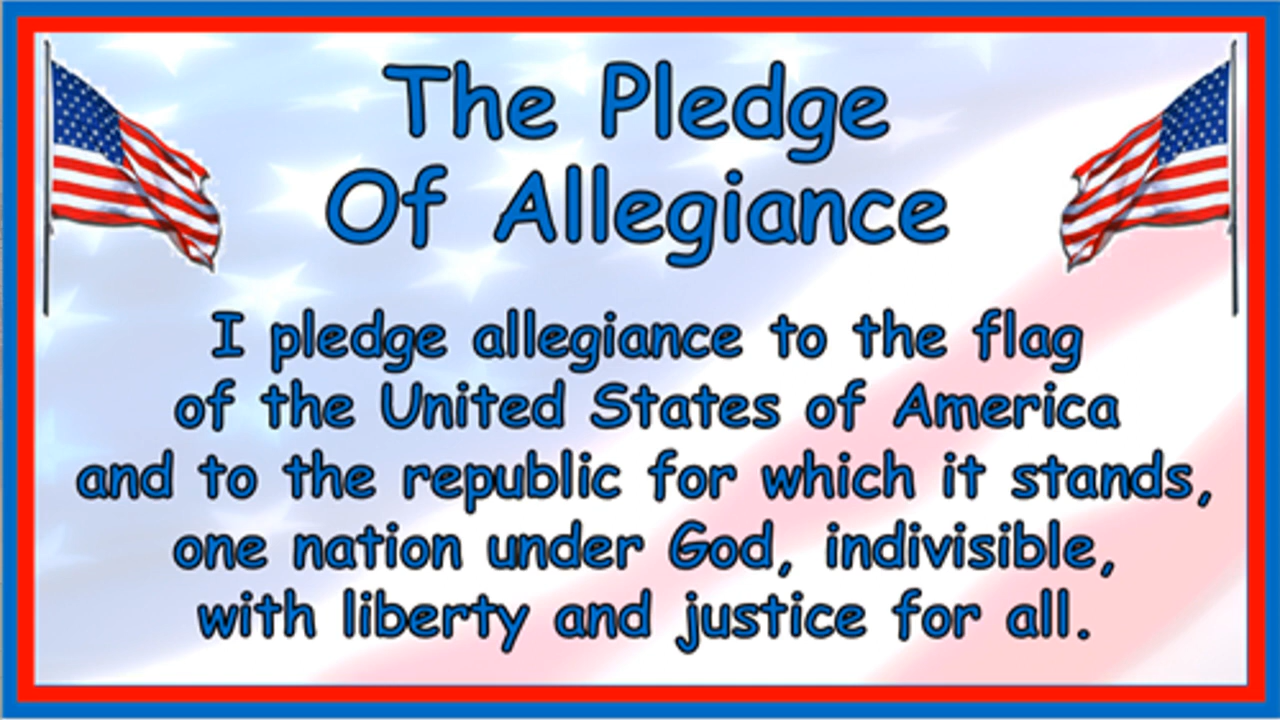 The Pledge
Of Allegiance
I pledge allegiance to the flag
of the United States of America
and to the republic for which it stands,
one nation under God, indivisible,
with liberty and justice for all.